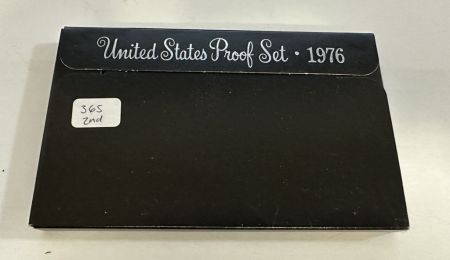 United States Proof Set · 1976
365
2nd